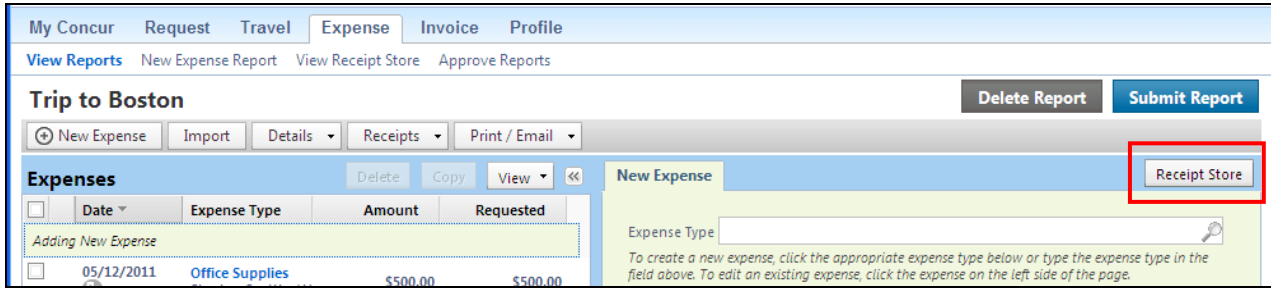 My Concur Request Travel Expense Invoice Profile
View Reports New Expense Report View Receipt Store Approve Reports
Trip to Boston
Delete Report Submit Report
New Expense Import Details Receipts Print / Email
Expenses Delete Copy View
New Expense Receipt Store
Date Expense Type Amount Requested
Adding New Expense
Expense Type
To create a new expense, click the appropriate expense type below or type the expense type in the
field above. To edit an existing expense, click the expense on the left side of the page.
05/12/2011 Office Supplies $500.00 $500.00